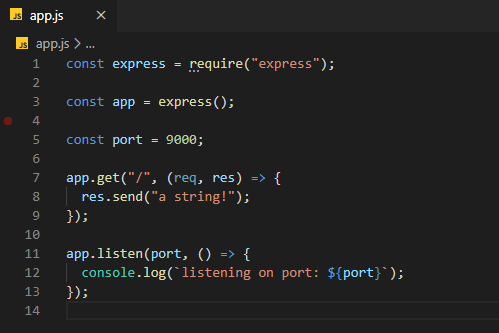 JS app.js ×
JS app.js > ...
1 const express = require("express");
2
3 const app = express();
4
5 const port = 9000;
6
7 app.get("/", (req, res) => {
8   res.send("a string!");
9 });
10
11 app.listen(port, () => {
12   console.log(`listening on port: ${port}`);
13 });
14